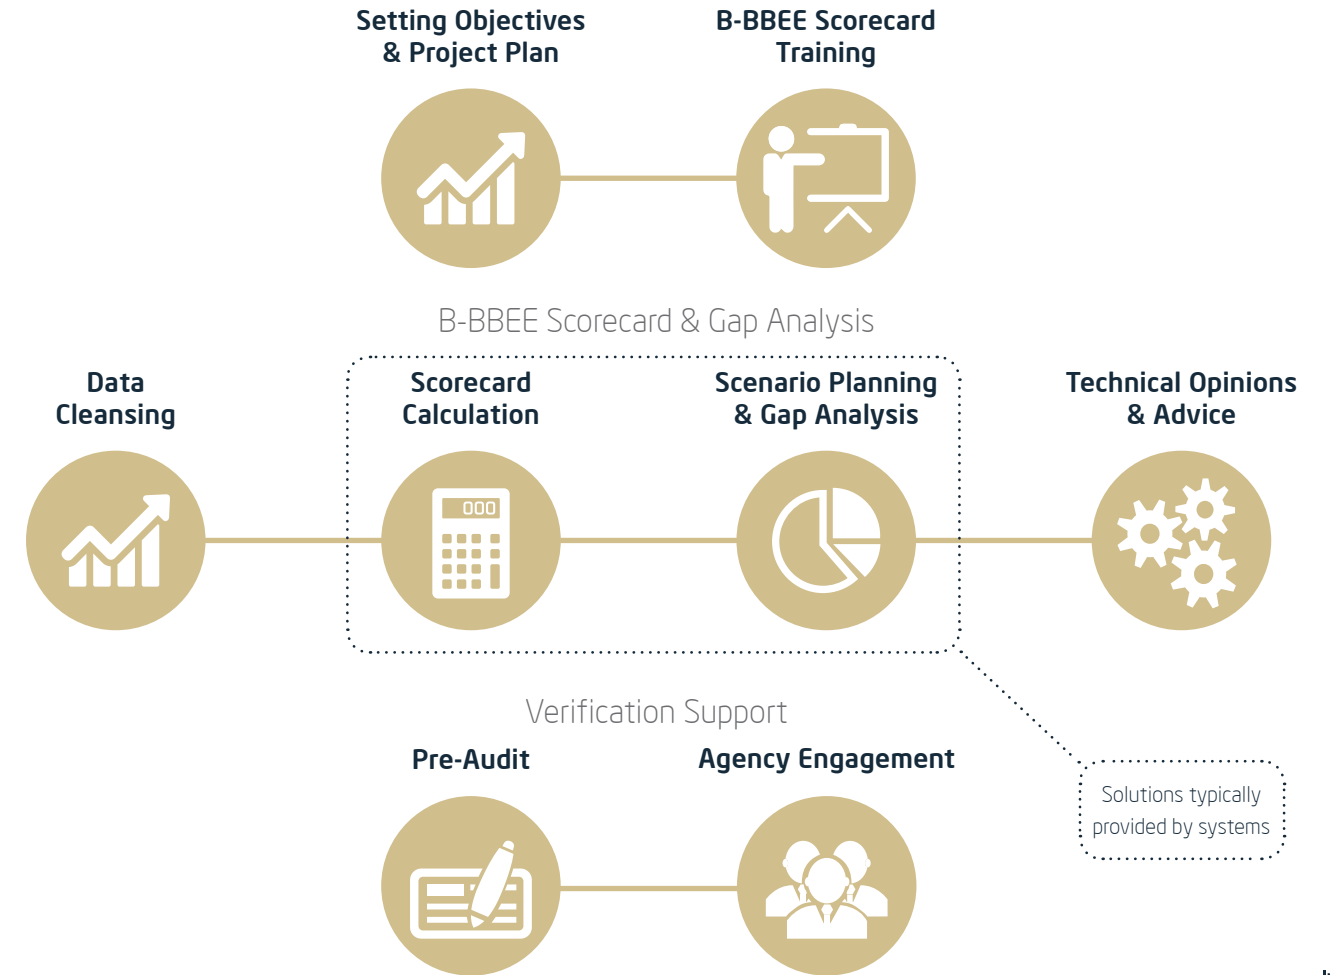 Setting Objectives
& Project Plan
B-BBEE Scorecard
Training
B-BBEE Scorecard & Gap Analysis
Data
Cleansing
Scorecard
Calculation
Scenario Planning
& Gap Analysis
Technical Opinions
& Advice
000
Verification Support
Pre-Audit
Agency Engagement
Solutions typically
provided by systems